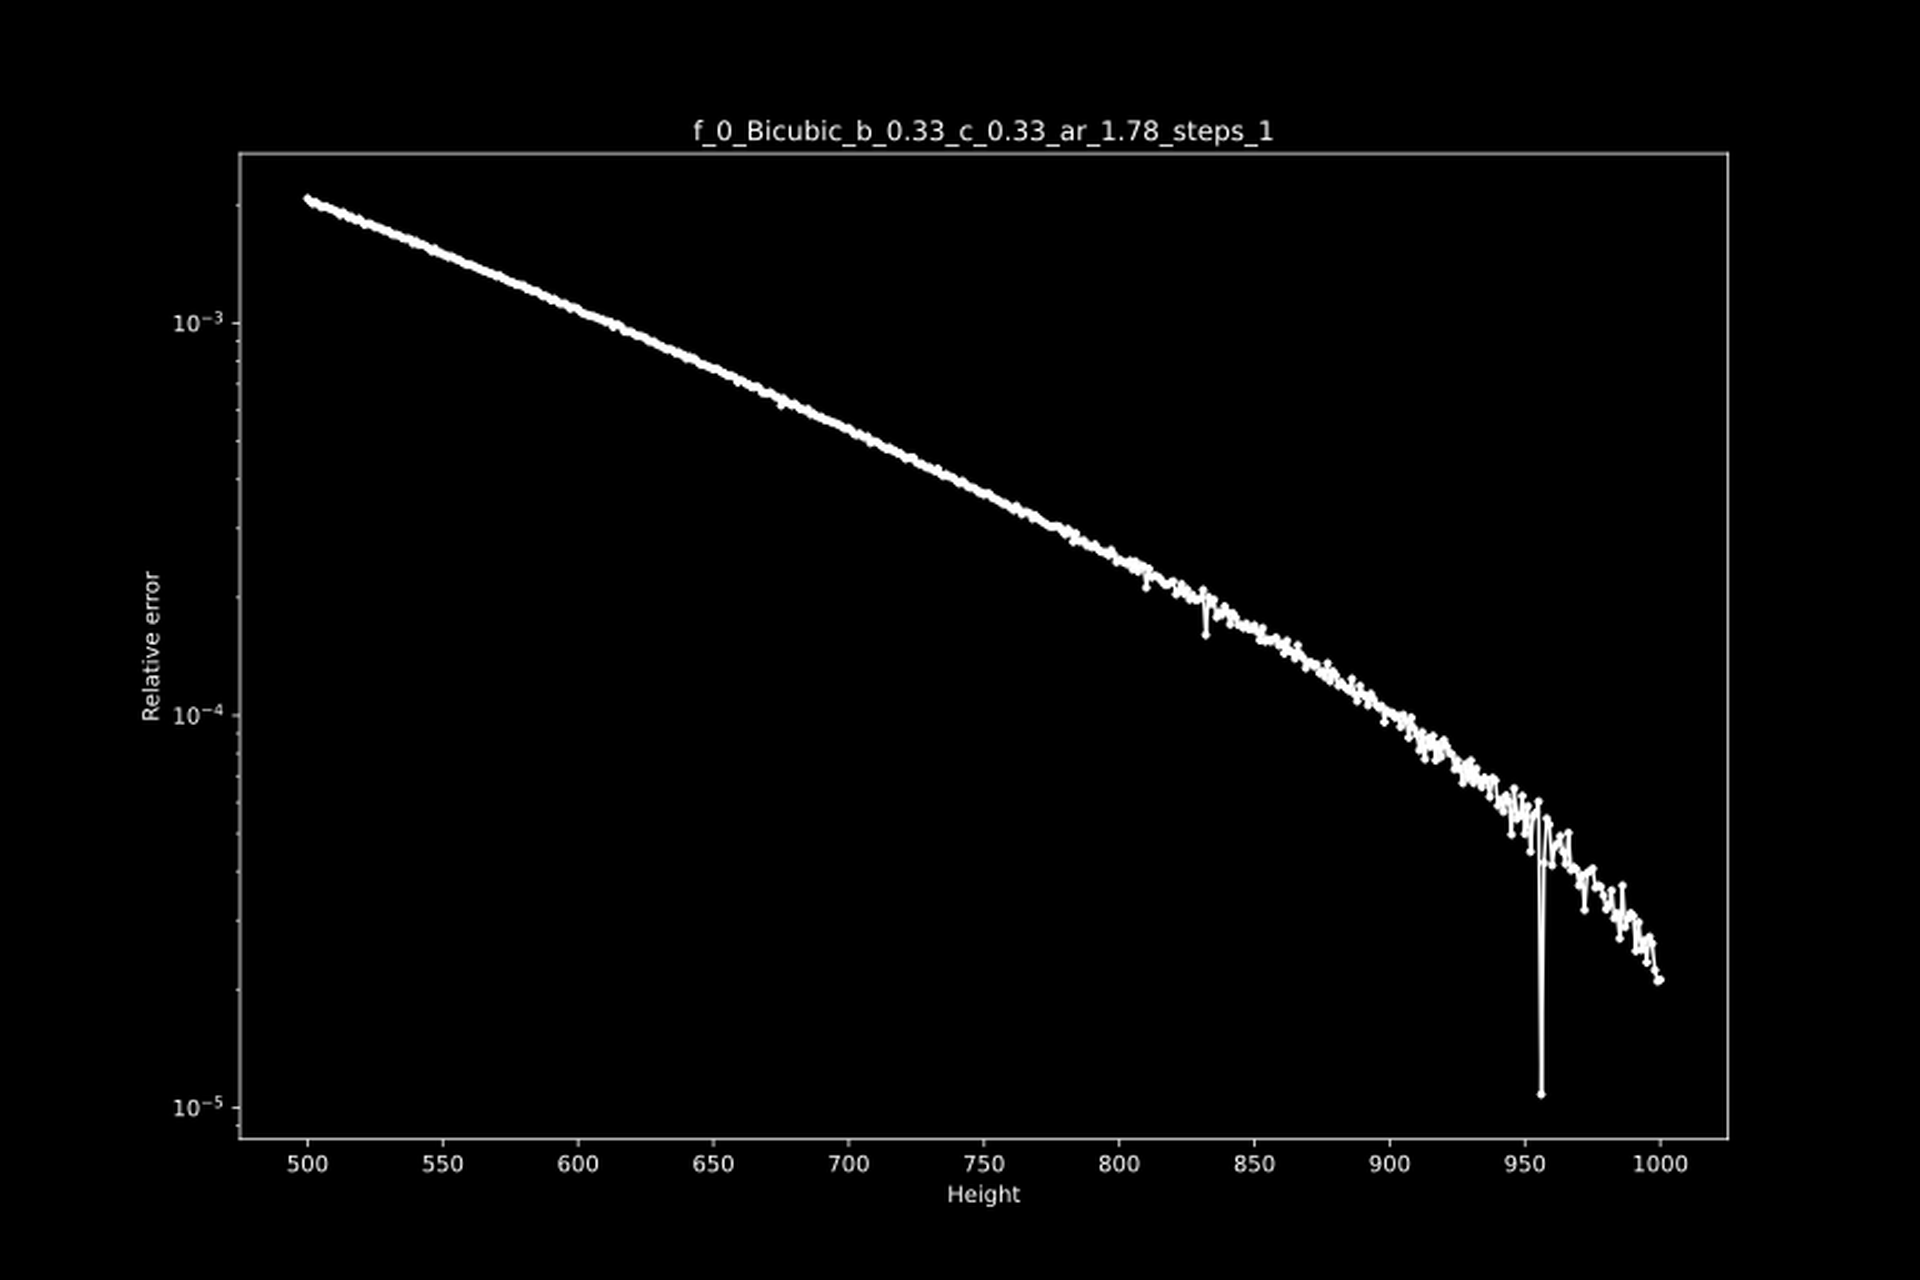 f_0_Bicubic_b_0.33_c_0.33_ar_1.78_steps_1
Relative error
10⁻³
10⁻⁴
10⁻⁵
500 550 600 650 700 750 800 850 900 950 1000
Height